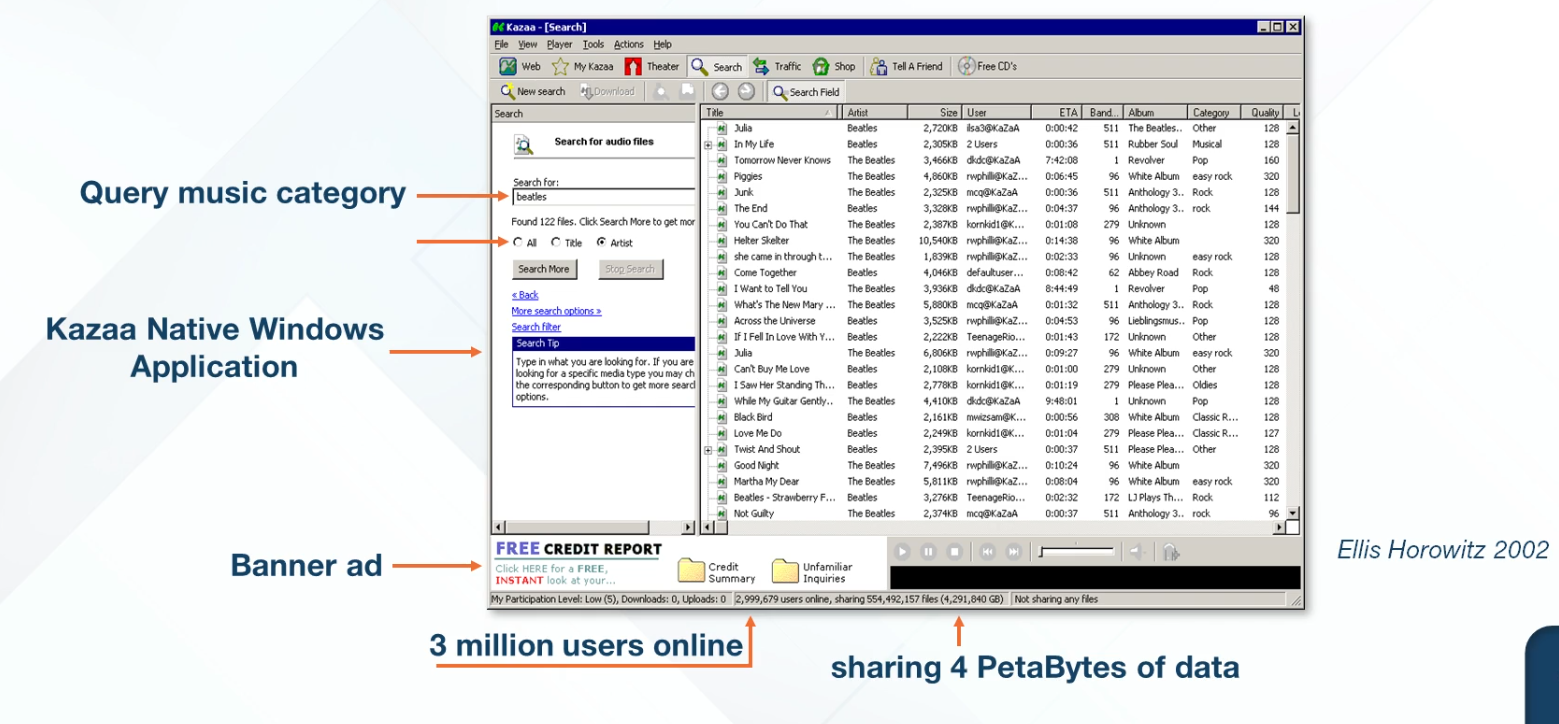 Kazaa - [Search]
File View Player Tools Actions Help
Web My Kazaa Theater Search Traffic Shop Tell A Friend Free CD's
New search Download Search Field
Search
Search for audio files
Search for:
beatles
Found 122 files. Click Search More to get mor
All Title Artist
Search More Stop Search
« Back
More search options »
Search filter
Search Tip
Type in what you are looking for. If you are
looking for a specific media type you may ch
the corresponding button to get more search
options.
Title Artist Size User ETA Band... Album Category Quality
Julia Beatles 2,720KB ilsa3@KaZaA 0:00:42 511 The Beatles.. Other 128
In My Life Beatles 2,305KB 2 Users 0:00:36 511 Rubber Soul Musical 128
Tomorrow Never Knows The Beatles 3,466KB dkdc@KaZaA 7:42:08 1 Revolver Pop 160
Piggies The Beatles 4,860KB rwphilli@KaZ... 0:06:45 96 White Album easy rock 320
Junk The Beatles 2,325KB mcq@KaZaA 0:00:36 511 Anthology 3.. Rock 128
The End Beatles 3,328KB rwphilli@KaZ... 0:04:37 96 Anthology 3.. rock 144
You Can't Do That The Beatles 2,387KB kornkid1@K... 0:01:08 279 Unknown 128
Helter Skelter The Beatles 10,540KB rwphilli@KaZ... 0:14:38 96 White Album 320
she came in through t... The Beatles 1,839KB rwphilli@KaZ... 0:02:33 96 Unknown easy rock 128
Come Together Beatles 4,046KB defaultuser... 0:08:42 62 Abbey Road Rock 128
I Want to Tell You The Beatles 3,936KB dkdc@KaZaA 8:44:49 1 Revolver Pop 48
What's The New Mary ... The Beatles 5,880KB mcq@KaZaA 0:01:32 511 Anthology 3.. Rock 128
Across the Universe Beatles 3,525KB rwphilli@KaZ... 0:04:53 96 Lieblingsmus.. Pop 128
If I Fell In Love With Y... Beatles 2,222KB TeenageRio... 0:01:43 172 Unknown Other 128
Julia Beatles 6,806KB rwphilli@KaZ... 0:09:27 96 White Album easy rock 320
Can't Buy Me Love Beatles 2,108KB kornkid1@K... 0:01:00 279 Unknown Other 128
I Saw Her Standing Th... Beatles 2,778KB kornkid1@K... 0:01:19 279 Please Plea... Oldies 128
While My Guitar Gently.. The Beatles 4,410KB dkdc@KaZaA 9:48:01 1 Unknown Pop 128
Black Bird Beatles 2,161KB mwizsam@K... 0:00:56 308 White Album Classic R... 128
Love Me Do Beatles 2,249KB kornkid1@K... 0:01:04 279 Please Plea... Classic R... 127
Twist And Shout Beatles 2,395KB 2 Users 0:00:37 511 Please Plea... Other 128
Good Night The Beatles 7,496KB rwphilli@KaZ... 0:10:24 96 White Album 320
Martha My Dear The Beatles 5,811KB rwphilli@KaZ... 0:08:04 96 White Album easy rock 320
Beatles - Strawberry F... Beatles 3,276KB TeenageRio... 0:02:32 172 LJ Plays Th... Rock 112
Not Guilty The Beatles 2,374KB mcq@KaZaA 0:00:37 511 Anthology 3.. rock 96
FREE CREDIT REPORT
Click HERE for a FREE,
INSTANT look at your...
Credit
Summary
Unfamiliar
Inquiries
My Participation Level: Low (5), Downloads: 0, Uploads: 0 2,999,679 users online, sharing 554,492,157 files (4,291,840 GB) Not sharing any files
Query music category
Kazaa Native Windows
Application
Banner ad
3 million users online
sharing 4 PetaBytes of data
Ellis Horowitz 2002